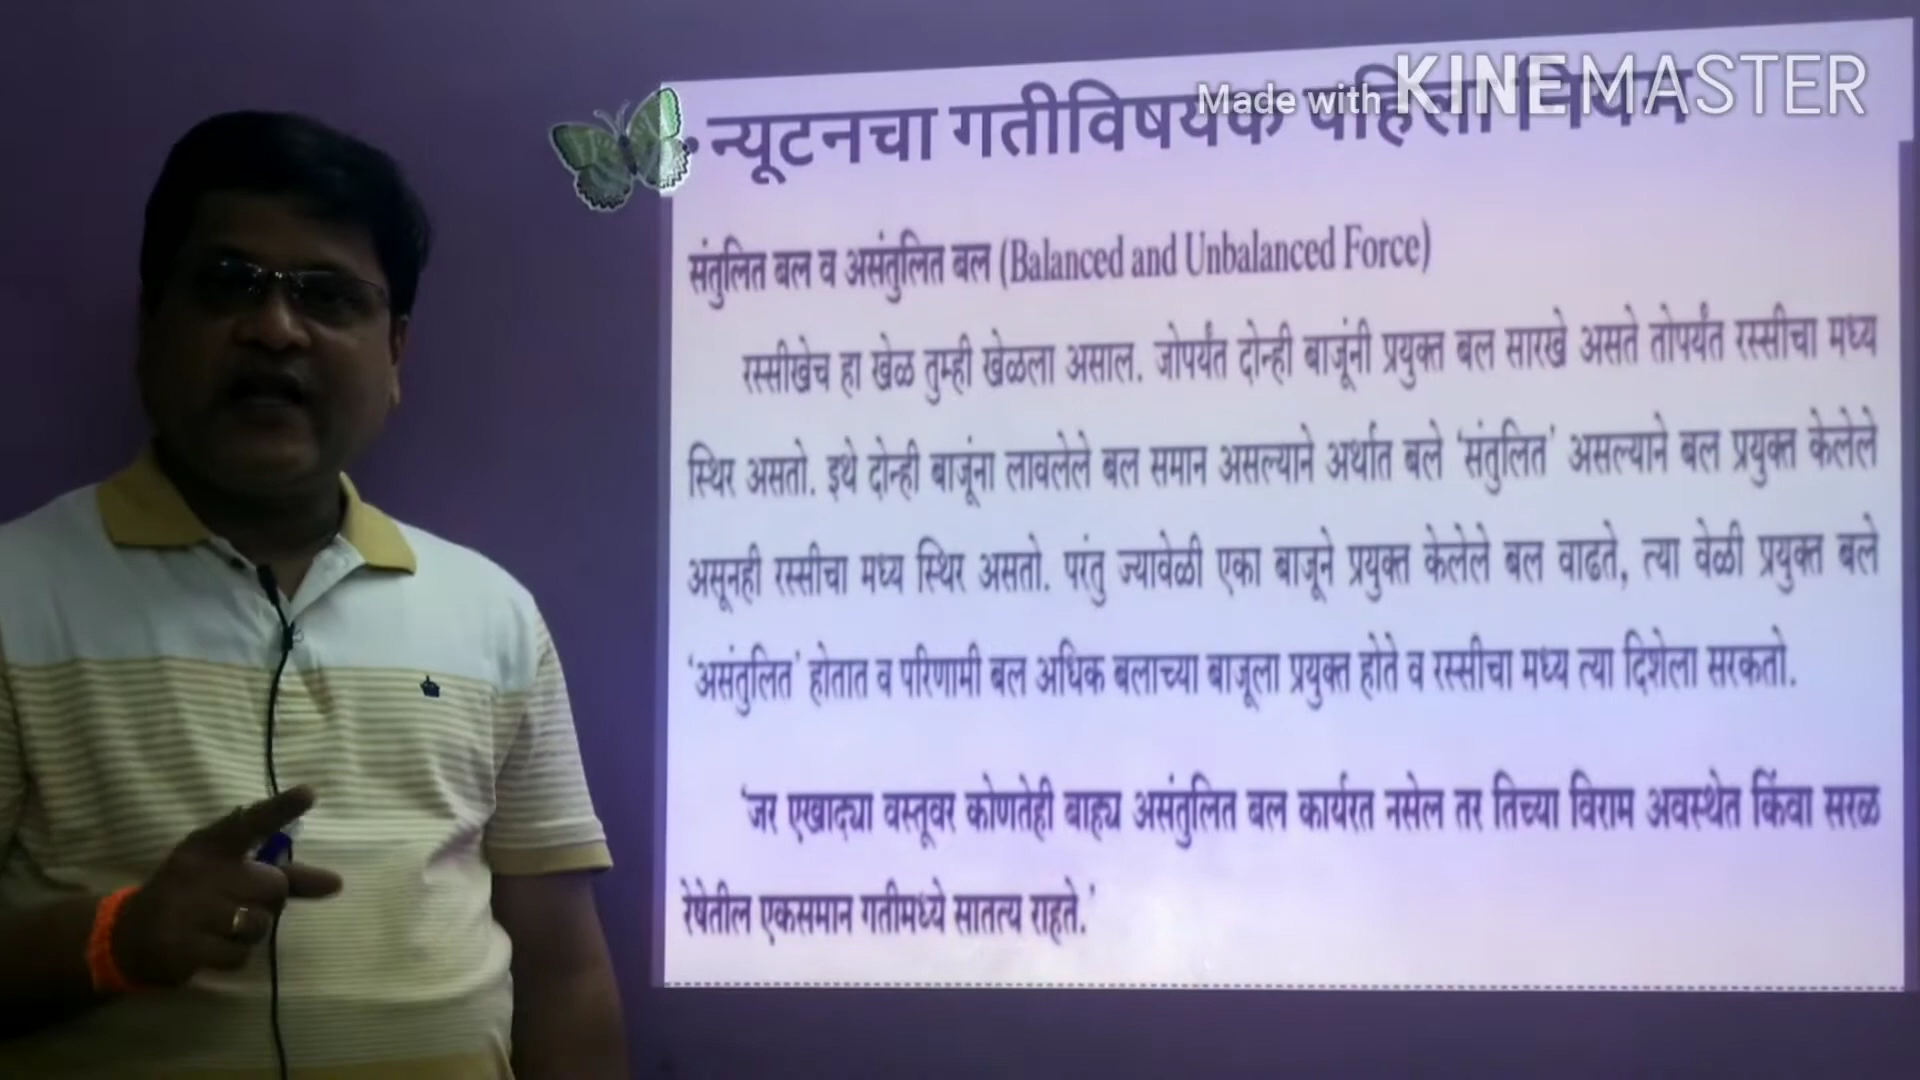 Made with KINEMASTER
न्यूटनचा गतीविषयक पहिला नियम
संतुलित बल व असंतुलित बल (Balanced and Unbalanced Force)
रस्सीखेच हा खेळ तुम्ही खेळला असाल. जोपर्यंत दोन्ही बाजूंनी प्रयुक्त बल सारखे असते तोपर्यंत रस्सीचा मध्य
स्थिर असतो. इथे दोन्ही बाजूंना लावलेले बल समान असल्याने अर्थात बले ‘संतुलित’ असल्याने बल प्रयुक्त केलेले
असूनही रस्सीचा मध्य स्थिर असतो. परंतु ज्यावेळी एका बाजूने प्रयुक्त केलेले बल वाढते, त्या वेळी प्रयुक्त बले
‘असंतुलित’ होतात व परिणामी बल अधिक बलाच्या बाजूला प्रयुक्त होते व रस्सीचा मध्य त्या दिशेला सरकतो.
‘जर एखाद्या वस्तूवर कोणतेही बाह्य असंतुलित बल कार्यरत नसेल तर तिच्या विराम अवस्थेत किंवा सरळ
रेषेतील एकसमान गतीमध्ये सातत्य राहते.’